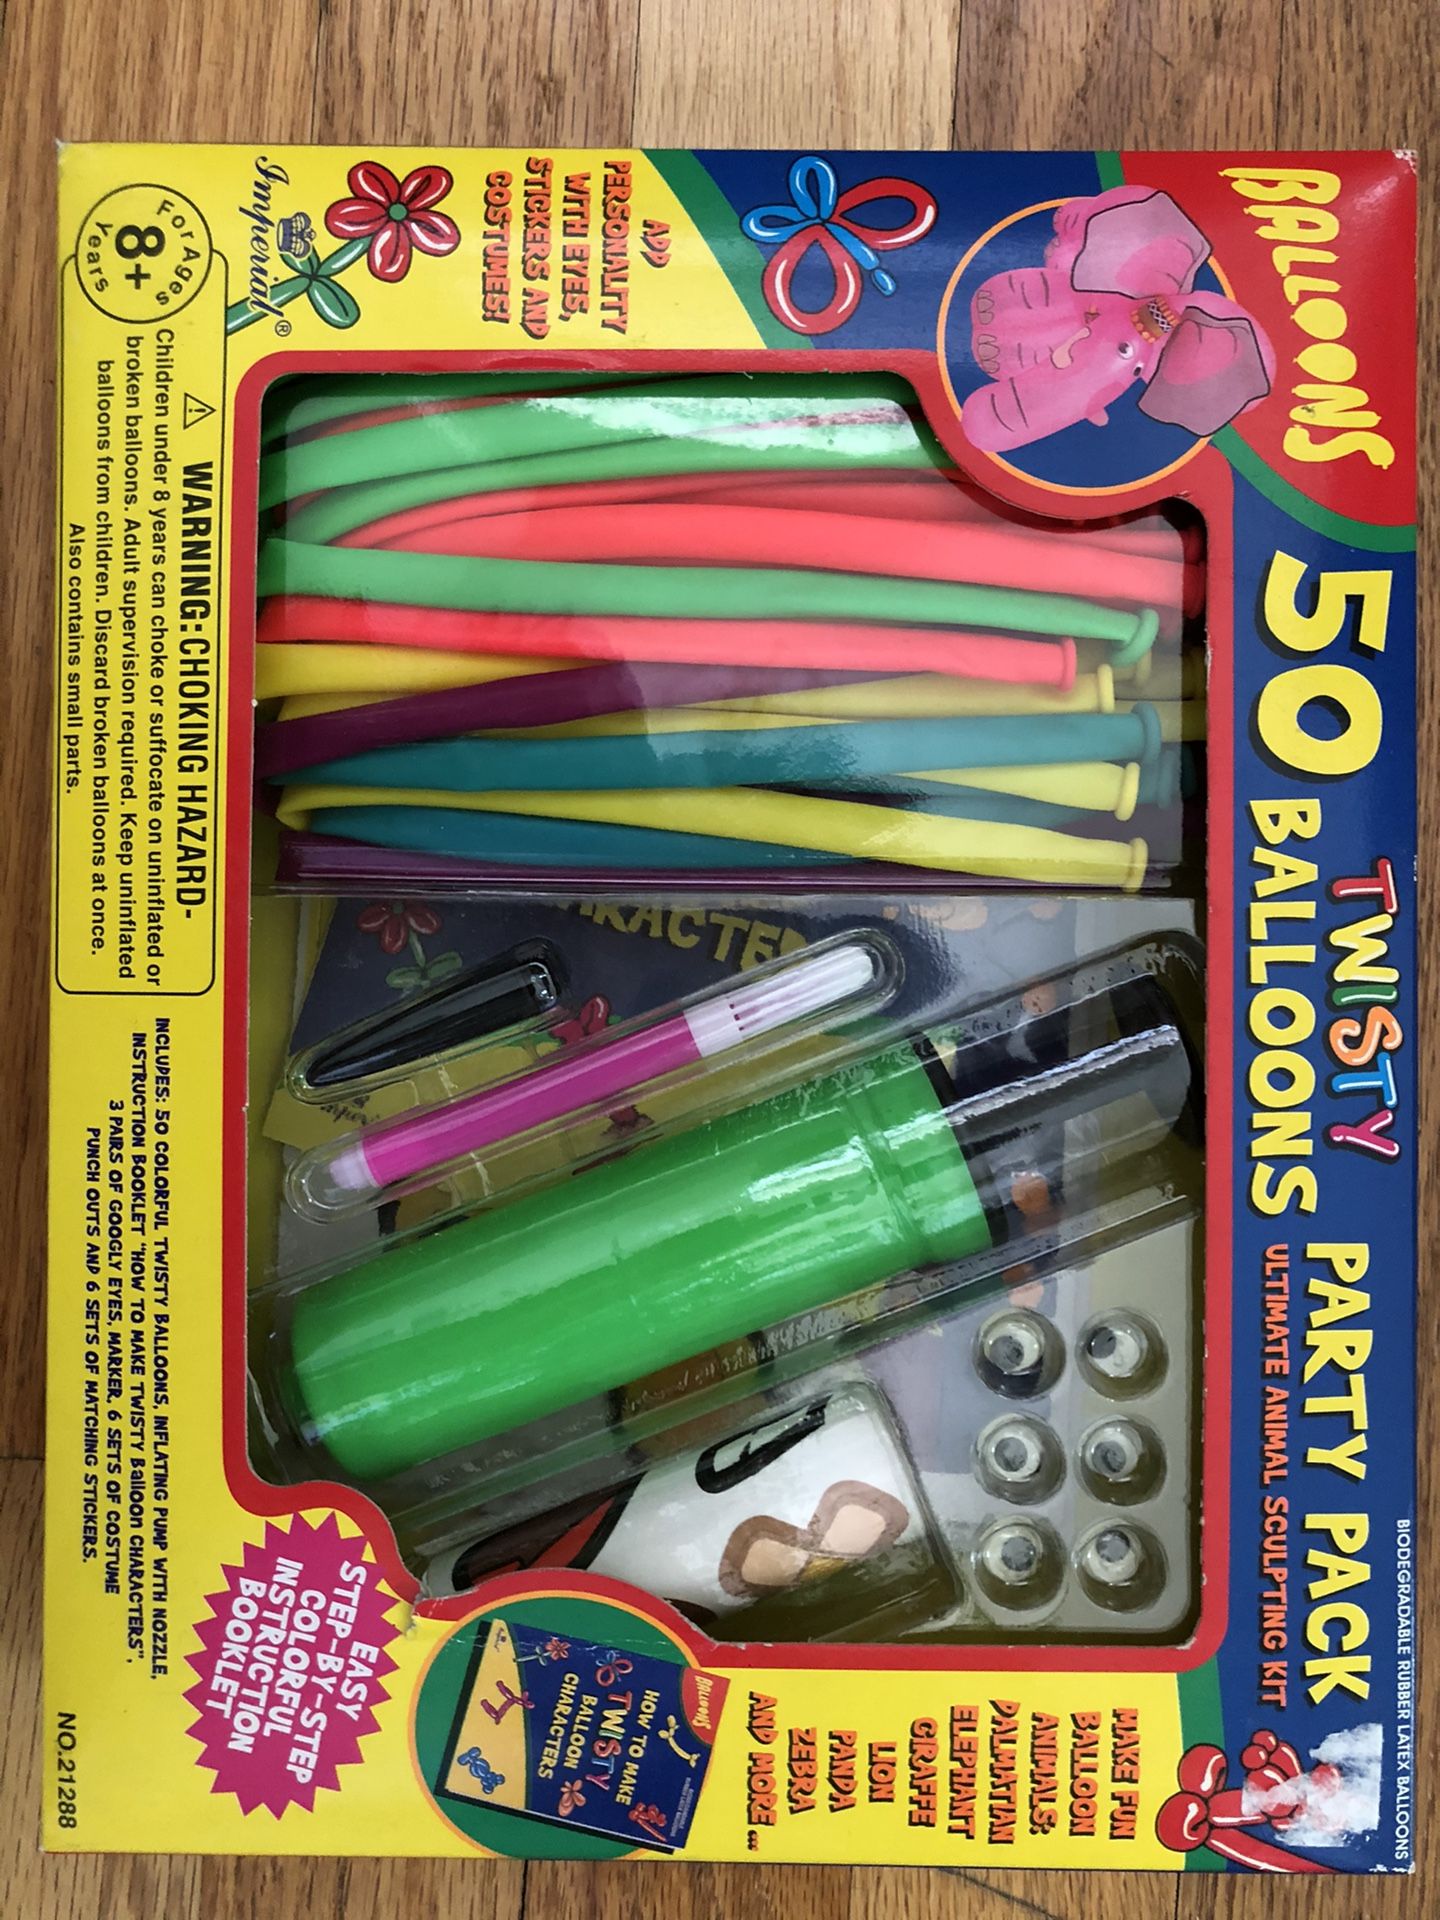 BALLOONS
BIODEGRADABLE RUBBER LATEX BALLOONS
50 TWISTY
BALLOONS
PARTY PACK
ULTIMATE ANIMAL SCULPTING KIT
ADD
PERSONALITY
WITH EYES,
STICKERS AND
COSTUMES!
Imperial®
MAKE FUN
BALLOON
ANIMALS:
DALMATIAN
ELEPHANT
GIRAFFE
LION
PANDA
ZEBRA
AND MORE ...
BALLOONS
HOW TO MAKE
TWISTY
BALLOON
CHARACTERS
EASY
STEP-BY-STEP
COLORFUL
INSTRUCTION
BOOKLET
For Ages
8+
Years
⚠ WARNING: CHOKING HAZARD-
Children under 8 years can choke or suffocate on uninflated or
broken balloons. Adult supervision required. Keep uninflated
balloons from children. Discard broken balloons at once.
Also contains small parts.
INCLUDES: 50 COLORFUL TWISTY BALLOONS, INFLATING PUMP WITH NOZZLE,
INSTRUCTION BOOKLET "HOW TO MAKE TWISTY Balloon CHARACTERS",
3 PAIRS OF GOOGLY EYES, MARKER, 6 SETS OF COSTUME
PUNCH OUTS AND 6 SETS OF MATCHING STICKERS.
NO.21288